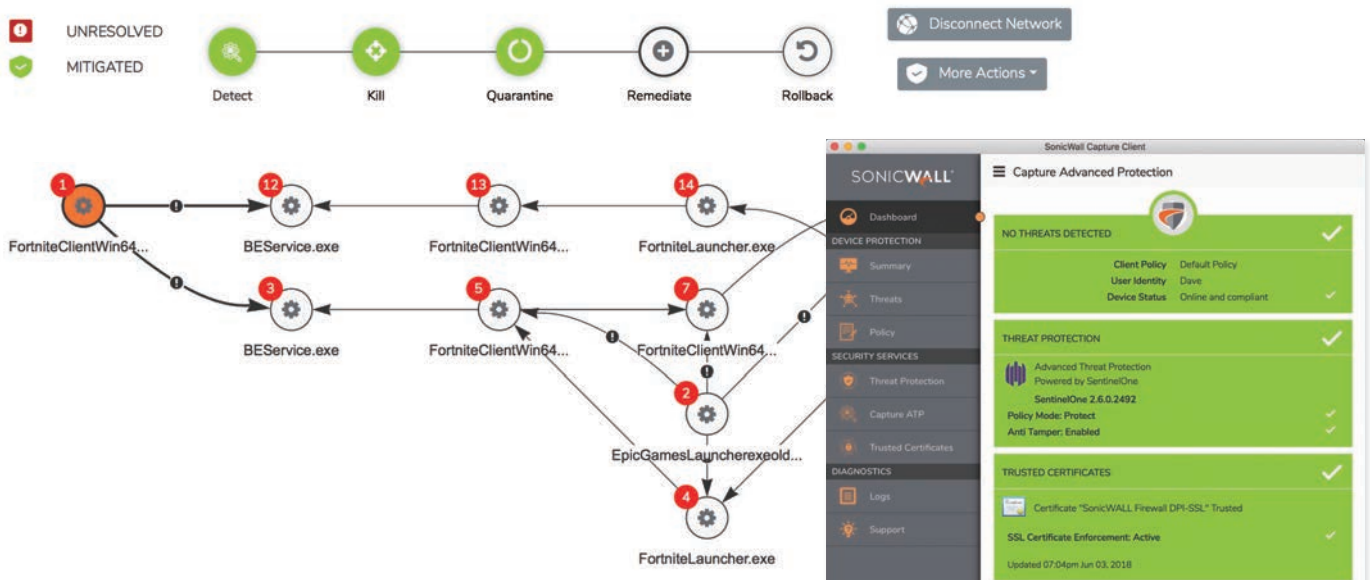 UNRESOLVED
MITIGATED
Detect
Kill
Quarantine
Remediate
Rollback
Disconnect Network
More Actions
1
FortniteClientWin64...
12
BEService.exe
13
FortniteClientWin64...
14
FortniteLauncher.exe
3
BEService.exe
5
FortniteClientWin64...
7
FortniteClientWin64...
2
EpicGamesLauncherexeold...
4
FortniteLauncher.exe
SonicWall Capture Client
SONICWALL
Capture Advanced Protection
Dashboard
DEVICE PROTECTION
Summary
Threats
Policy
SECURITY SERVICES
Threat Protection
Capture ATP
Trusted Certificates
DIAGNOSTICS
Logs
Support
NO THREATS DETECTED
Client Policy Default Policy
User Identity Dave
Device Status Online and compliant
THREAT PROTECTION
Advanced Threat Protection
Powered by SentinelOne
SentinelOne 2.6.0.2492
Policy Mode: Protect
Anti Tamper: Enabled
TRUSTED CERTIFICATES
Certificate "SonicWALL Firewall DPI-SSL" Trusted
SSL Certificate Enforcement: Active
Updated 07:04pm Jun 03, 2018